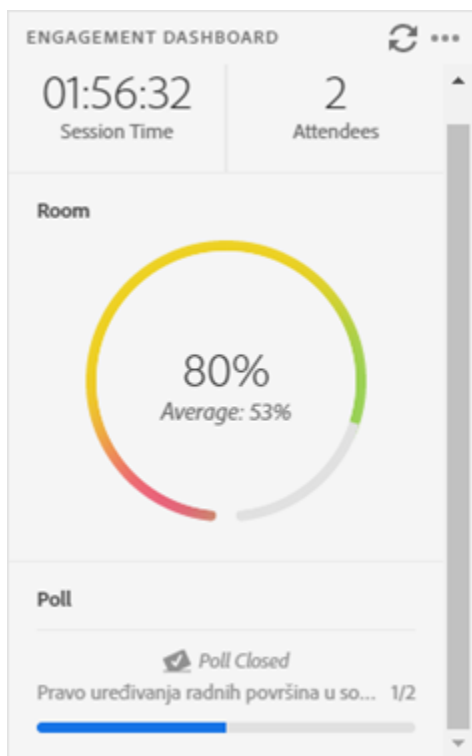 ENGAGEMENT DASHBOARD
01:56:32
Session Time
2
Attendees
Room
80%
Average: 53%
Poll
Poll Closed
Pravo uređivanja radnih površina u so... 1/2